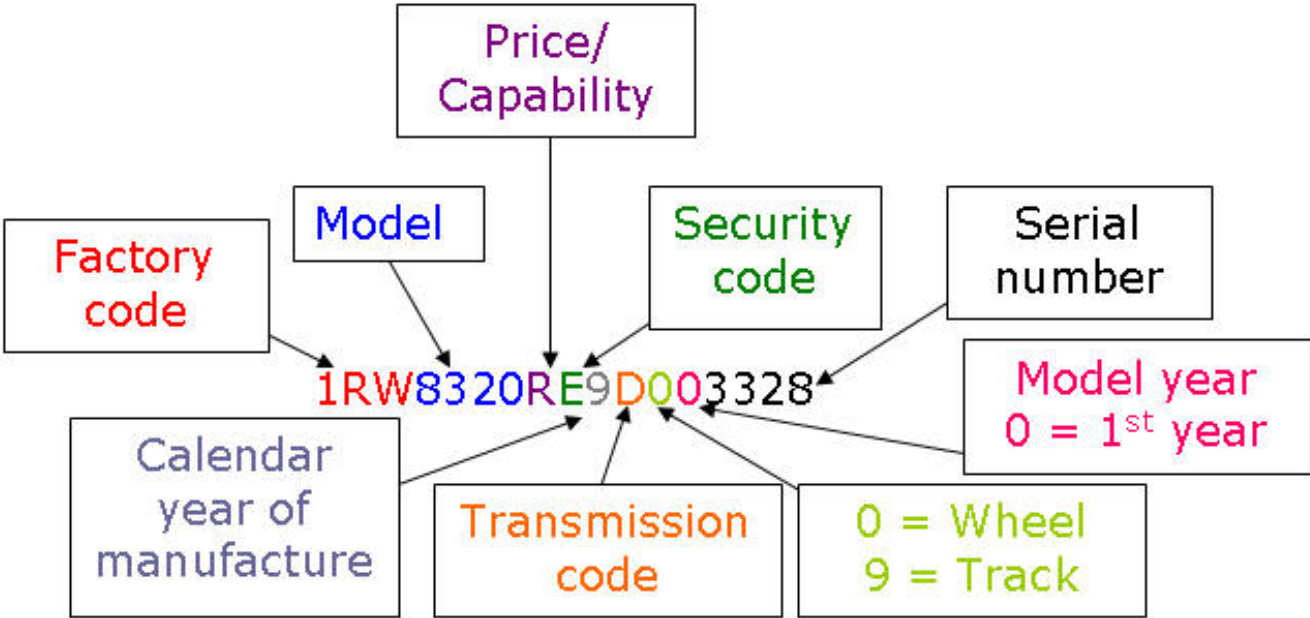 Price/
Capability
Model
Security
code
Serial
number
Factory
code
1RW8320RE9D003328
Model year
0 = 1st year
Calendar
year of
manufacture
Transmission
code
0 = Wheel
9 = Track